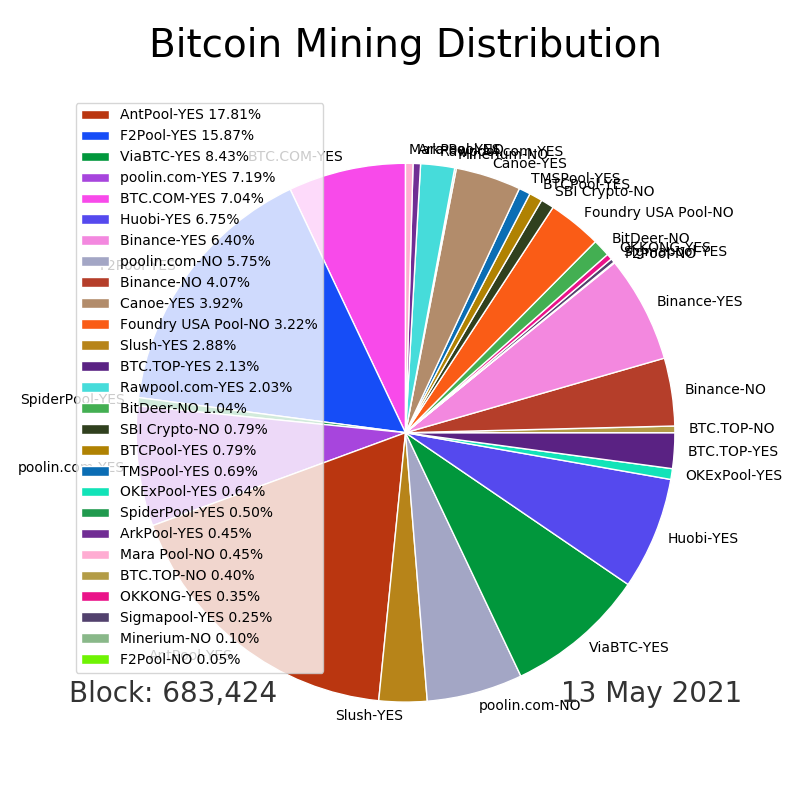 Bitcoin Mining Distribution
AntPool-YES 17.81%
F2Pool-YES 15.87%
ViaBTC-YES 8.43%
poolin.com-YES 7.19%
BTC.COM-YES 7.04%
Huobi-YES 6.75%
Binance-YES 6.40%
poolin.com-NO 5.75%
Binance-NO 4.07%
Canoe-YES 3.92%
Foundry USA Pool-NO 3.22%
Slush-YES 2.88%
BTC.TOP-YES 2.13%
Rawpool.com-YES 2.03%
BitDeer-NO 1.04%
SBI Crypto-NO 0.79%
BTCPool-YES 0.79%
TMSPool-YES 0.69%
OKExPool-YES 0.64%
SpiderPool-YES 0.50%
ArkPool-YES 0.45%
Mara Pool-NO 0.45%
BTC.TOP-NO 0.40%
OKKONG-YES 0.35%
Sigmapool-YES 0.25%
Minerium-NO 0.10%
F2Pool-NO 0.05%
Mara Pool-NO
ArkPool-YES
Rawpool.com-YES
Minerium-NO
Canoe-YES
TMSPool-YES
BTCPool-YES
SBI Crypto-NO
Foundry USA Pool-NO
BitDeer-NO
OKKONG-YES
Sigmapool-YES
F2Pool-NO
Binance-YES
Binance-NO
BTC.TOP-NO
BTC.TOP-YES
OKExPool-YES
Huobi-YES
ViaBTC-YES
poolin.com-NO
Slush-YES
AntPool-YES
poolin.com-YES
SpiderPool-YES
F2Pool-YES
BTC.COM-YES
Block: 683,424
13 May 2021